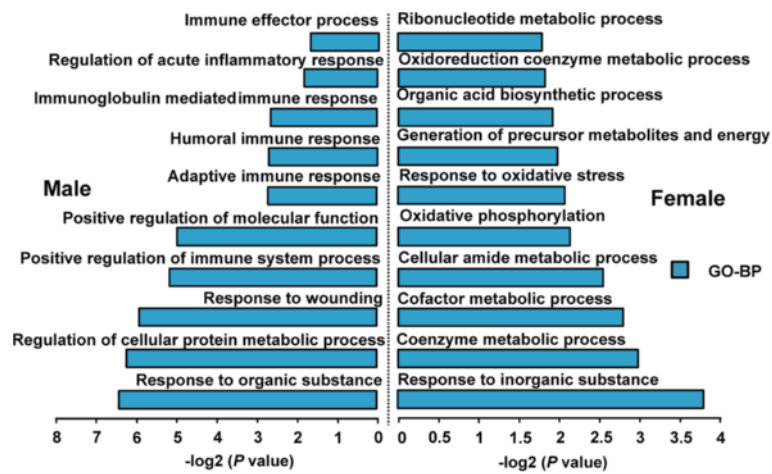 Immune effector process
Regulation of acute inflammatory response
Immunoglobulin mediated immune response
Humoral immune response
Adaptive immune response
Positive regulation of molecular function
Positive regulation of immune system process
Response to wounding
Regulation of cellular protein metabolic process
Response to organic substance
Male
8 7 6 5 4 3 2 1 0
-log2 (P value)
Ribonucleotide metabolic process
Oxidoreduction coenzyme metabolic process
Organic acid biosynthetic process
Generation of precursor metabolites and energy
Response to oxidative stress
Oxidative phosphorylation
Cellular amide metabolic process
Cofactor metabolic process
Coenzyme metabolic process
Response to inorganic substance
Female
GO-BP
0 0.5 1 1.5 2 2.5 3 3.5 4
-log2 (P value)